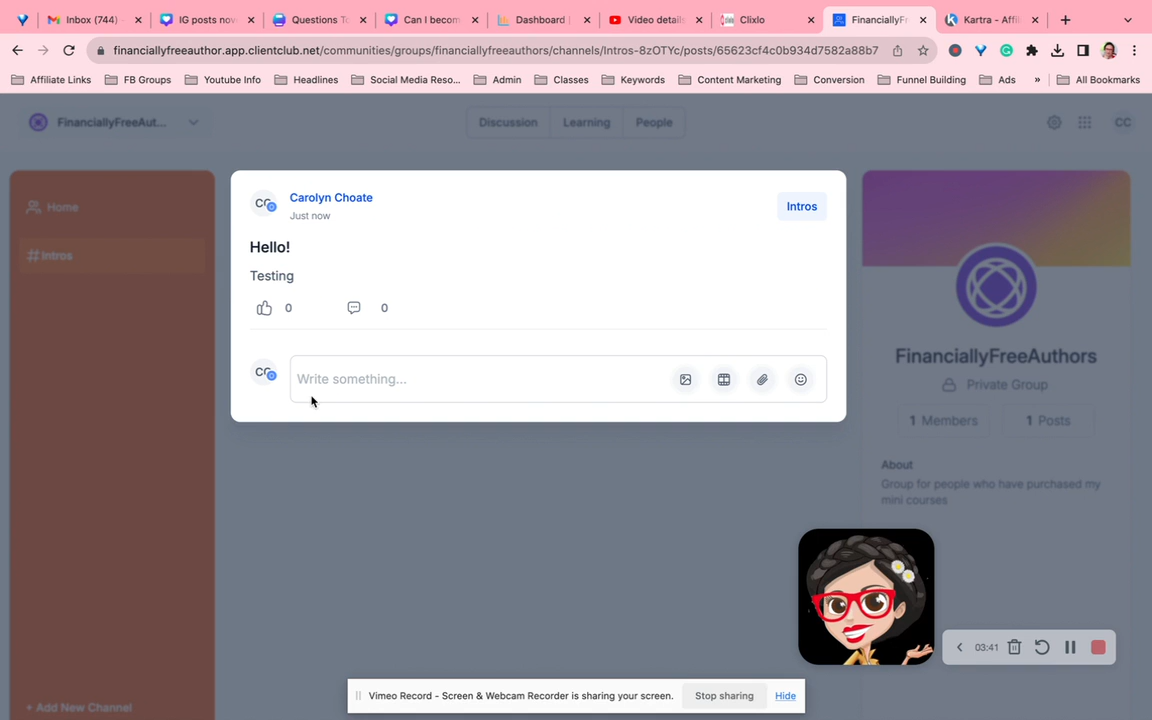 Inbox (744)
IG posts now
Questions To
Can I becom
Dashboard
Video details
Clixlo
FinanciallyFr
Kartra - Affili
financiallyfreeauthor.app.clientclub.net/communities/groups/financiallyfreeauthors/channels/Intros-8zOTYc/posts/65623cf4c0b934d7582a88b7
Affiliate Links
FB Groups
Youtube Info
Headlines
Social Media Reso...
Admin
Classes
Keywords
Content Marketing
Conversion
Funnel Building
Ads
»
All Bookmarks
FinanciallyFreeAut...
Discussion
Learning
People
CC
Home
#Intros
CC
Carolyn Choate
Just now
Intros
Hello!
Testing
0
0
CC
Write something...
FinanciallyFreeAuthors
Private Group
1 Members
1 Posts
About
Group for people who have purchased my
mini courses
+ Add New Channel
03:41
Vimeo Record - Screen & Webcam Recorder is sharing your screen.
Stop sharing
Hide